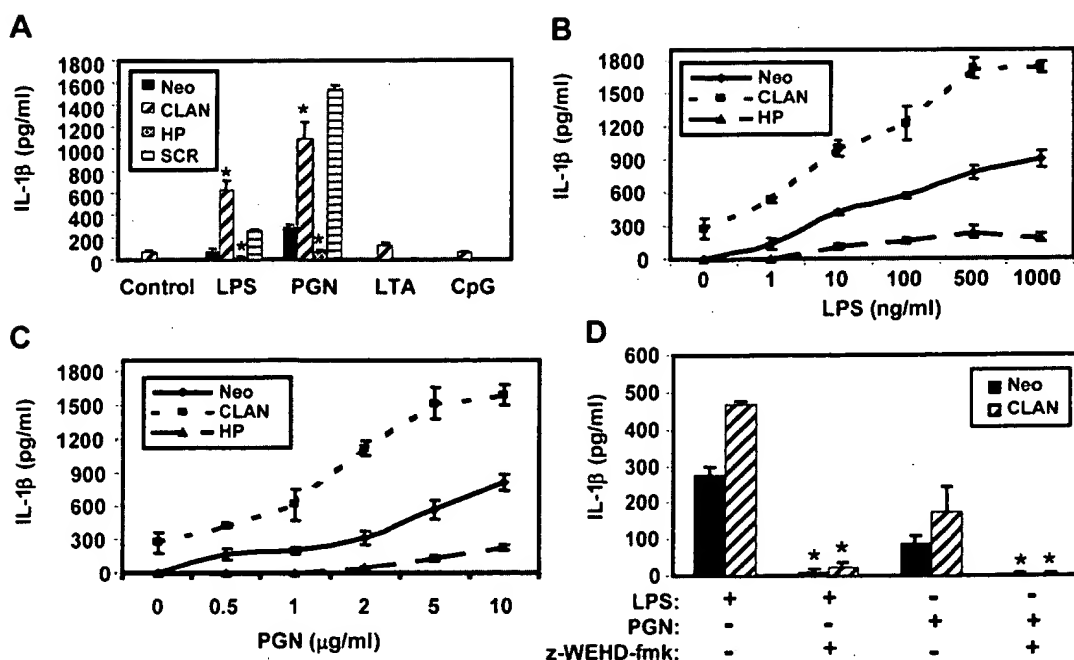 A
IL-1β (pg/ml)
1800
1600
1400
1200
1000
800
600
400
200
0
Neo
CLAN
HP
SCR
*
*
*
*
Control LPS PGN LTA CpG
B
IL-1β (pg/ml)
1800
1500
1200
900
600
300
0
Neo
CLAN
HP
0 1 10 100 500 1000
LPS (ng/ml)
C
IL-1β (pg/ml)
1800
1500
1200
900
600
300
0
Neo
CLAN
HP
0 0.5 1 2 5 10
PGN (μg/ml)
D
IL-1β (pg/ml)
600
500
400
300
200
100
0
Neo
CLAN
* * * *
LPS: + + - -
PGN: - - + +
z-WEHD-fmk: - + - +